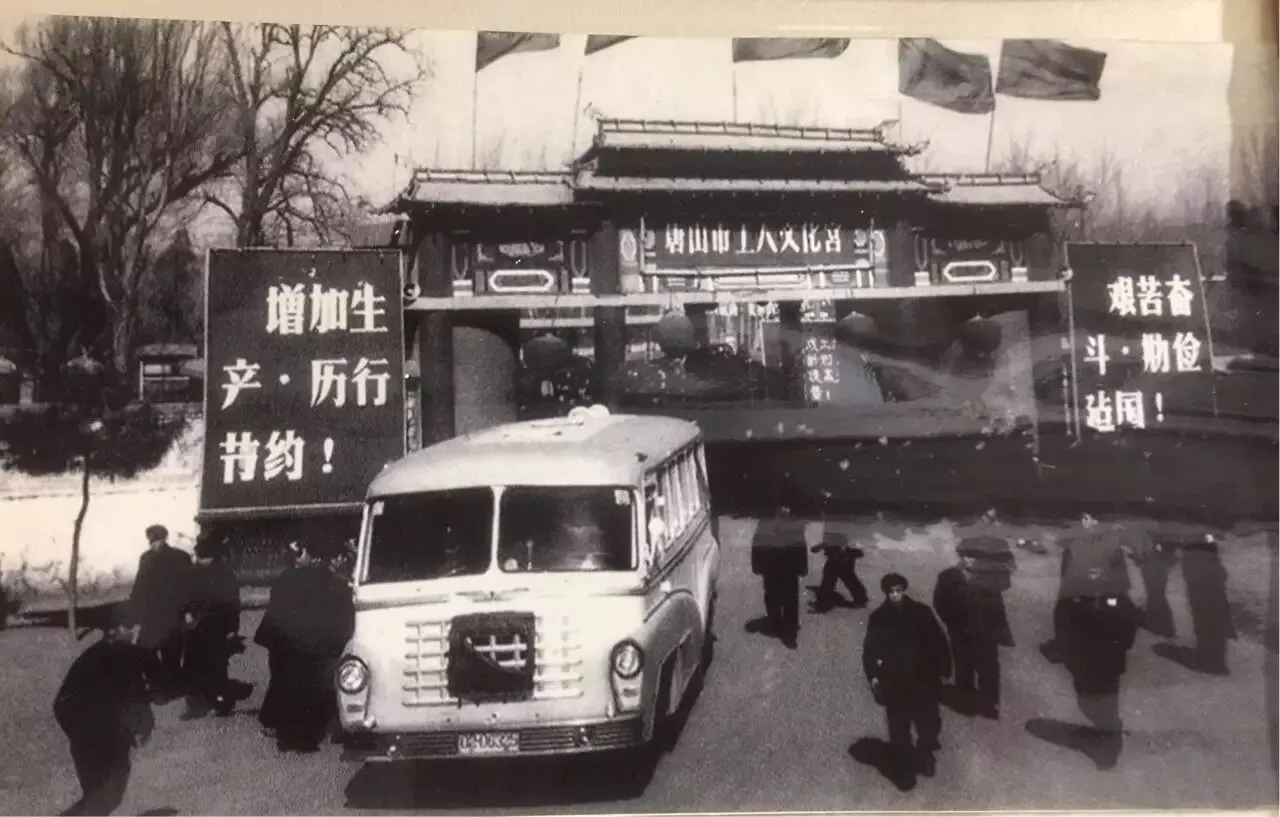 唐山市工人文化宫
增加生
产·历行
节约！
艰苦奋
斗·勤俭
建国！